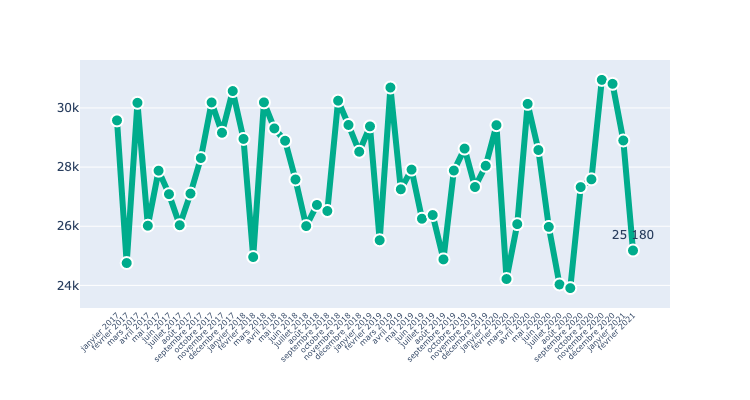 30k
28k
26k
24k
25 180
janvier 2017
février 2017
mars 2017
avril 2017
mai 2017
juin 2017
juillet 2017
août 2017
septembre 2017
octobre 2017
novembre 2017
décembre 2017
janvier 2018
février 2018
mars 2018
avril 2018
mai 2018
juin 2018
juillet 2018
août 2018
septembre 2018
octobre 2018
novembre 2018
décembre 2018
janvier 2019
février 2019
mars 2019
avril 2019
mai 2019
juin 2019
juillet 2019
août 2019
septembre 2019
octobre 2019
novembre 2019
décembre 2019
janvier 2020
février 2020
mars 2020
avril 2020
mai 2020
juin 2020
juillet 2020
août 2020
septembre 2020
octobre 2020
novembre 2020
décembre 2020
janvier 2021
février 2021